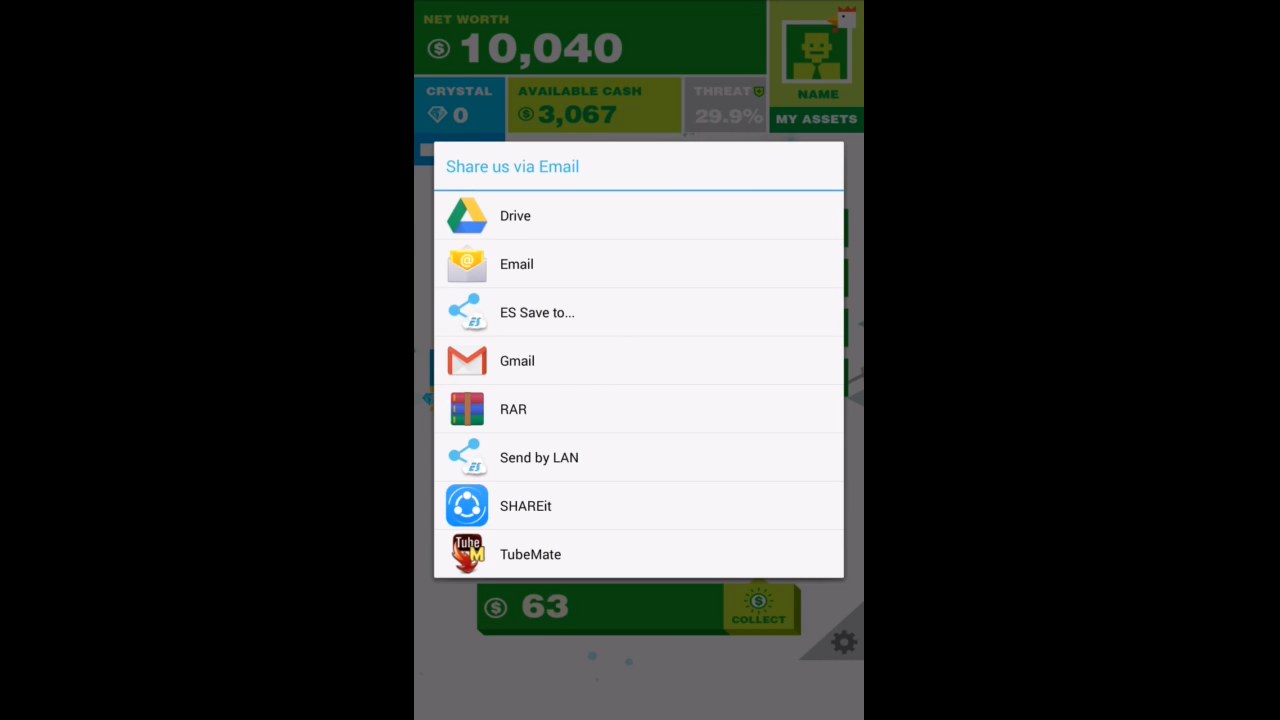 NET WORTH
10,040
CRYSTAL
0
AVAILABLE CASH
3,067
THREAT
29.9%
NAME
MY ASSETS
Share us via Email
Drive
Email
ES Save to...
Gmail
RAR
Send by LAN
SHAREit
TubeMate
63
COLLECT